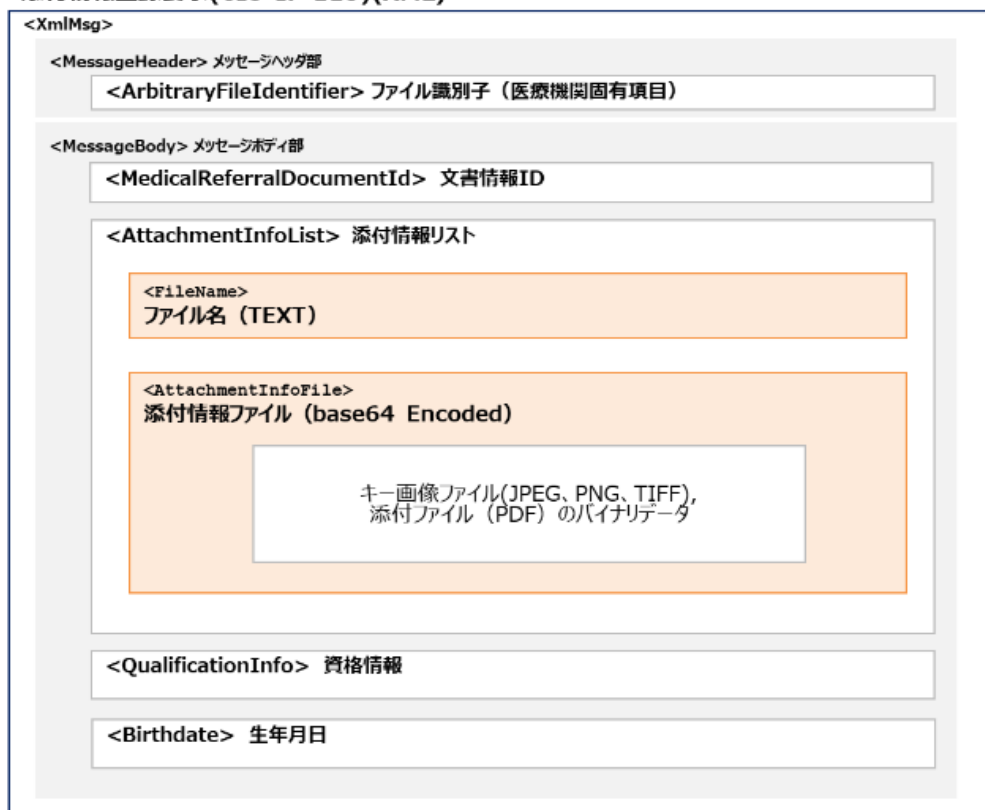 <XmlMsg>
<MessageHeader> メッセージヘッダ部
<ArbitraryFileIdentifier> ファイル識別子（医療機関固有項目）
<MessageBody> メッセージボディ部
<MedicalReferralDocumentId> 文書情報ID
<AttachmentInfoList> 添付情報リスト
<FileName>
ファイル名（TEXT）
<AttachmentInfoFile>
添付情報ファイル（base64 Encoded）
キー画像ファイル(JPEG、PNG、TIFF),
添付ファイル（PDF）のバイナリデータ
<QualificationInfo> 資格情報
<Birthdate> 生年月日